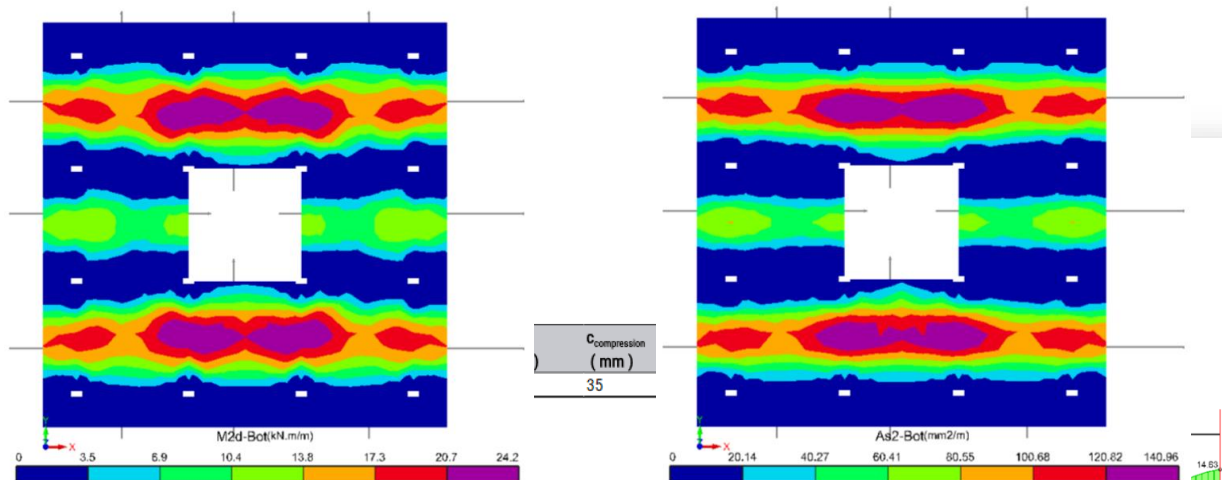 Y
X
M2d-Bot(kN.m/m)
0 3.5 6.9 10.4 13.8 17.3 20.7 24.2
c compression
) (mm)
35
Y
X
As2-Bot(mm2/m)
0 20.14 40.27 60.41 80.55 100.68 120.82 140.96
14.63